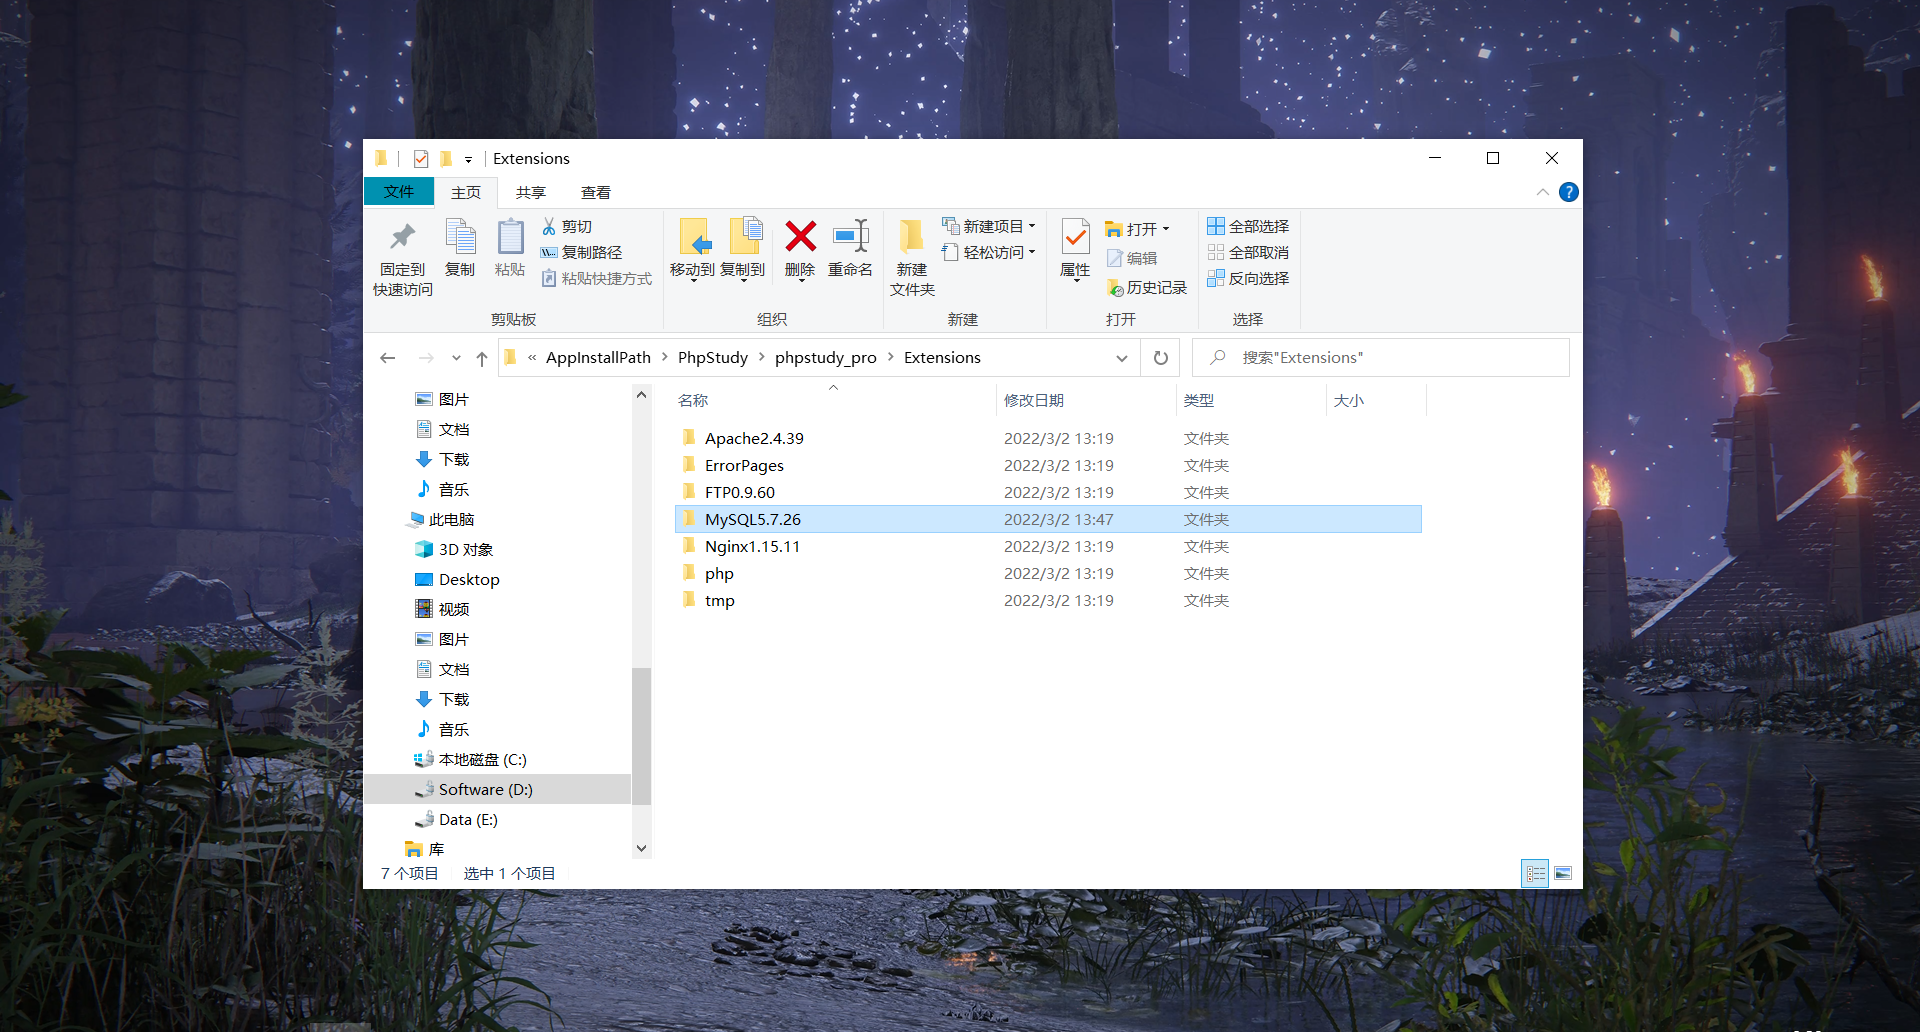 Extensions
文件 主页 共享 查看
固定到
快速访问
复制
粘贴
剪切
复制路径
粘贴快捷方式
剪贴板
移动到
复制到
删除
重命名
组织
新建
文件夹
新建项目
轻松访问
新建
属性
打开
编辑
历史记录
打开
全部选择
全部取消
反向选择
选择
« AppInstallPath > PhpStudy > phpstudy_pro > Extensions
搜索"Extensions"
图片
文档
下载
音乐
此电脑
3D 对象
Desktop
视频
图片
文档
下载
音乐
本地磁盘 (C:)
Software (D:)
Data (E:)
库
名称 修改日期 类型 大小
Apache2.4.39 2022/3/2 13:19 文件夹
ErrorPages 2022/3/2 13:19 文件夹
FTP0.9.60 2022/3/2 13:19 文件夹
MySQL5.7.26 2022/3/2 13:47 文件夹
Nginx1.15.11 2022/3/2 13:19 文件夹
php 2022/3/2 13:19 文件夹
tmp 2022/3/2 13:19 文件夹
7 个项目 选中 1 个项目